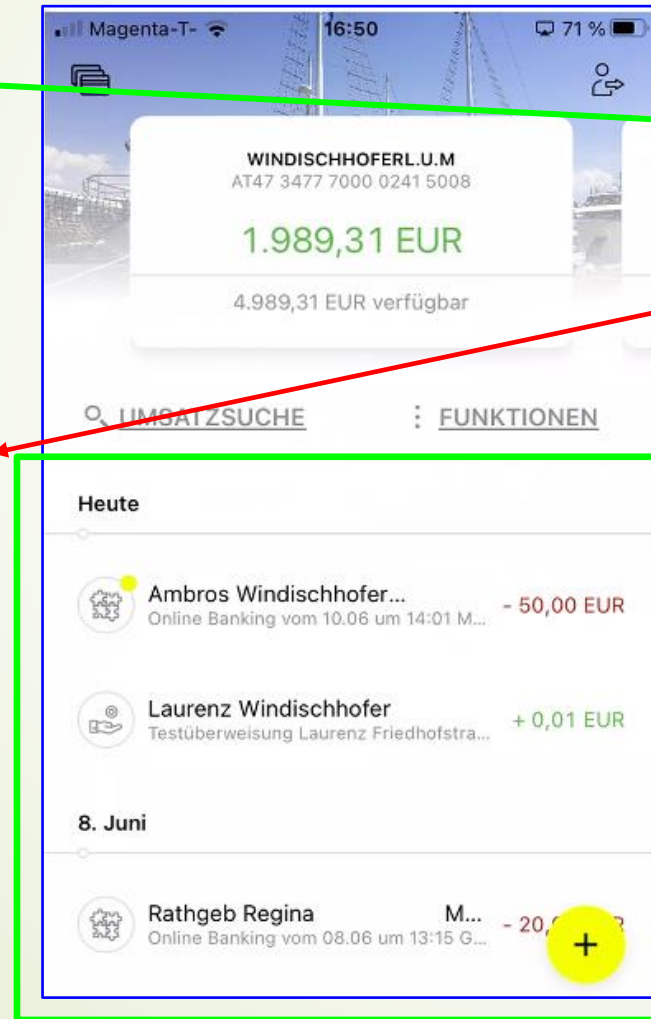 Magenta-T- 16:50 71 %
WINDISCHHOFERL.U.M
AT47 3477 7000 0241 5008
1.989,31 EUR
4.989,31 EUR verfügbar
UMSATZSUCHE FUNKTIONEN
Heute
Ambros Windischhofer... - 50,00 EUR
Online Banking vom 10.06 um 14:01 M...
Laurenz Windischhofer + 0,01 EUR
Testüberweisung Laurenz Friedhofstra...
8. Juni
Rathgeb Regina M... - 20,
Online Banking vom 08.06 um 13:15 G...
+